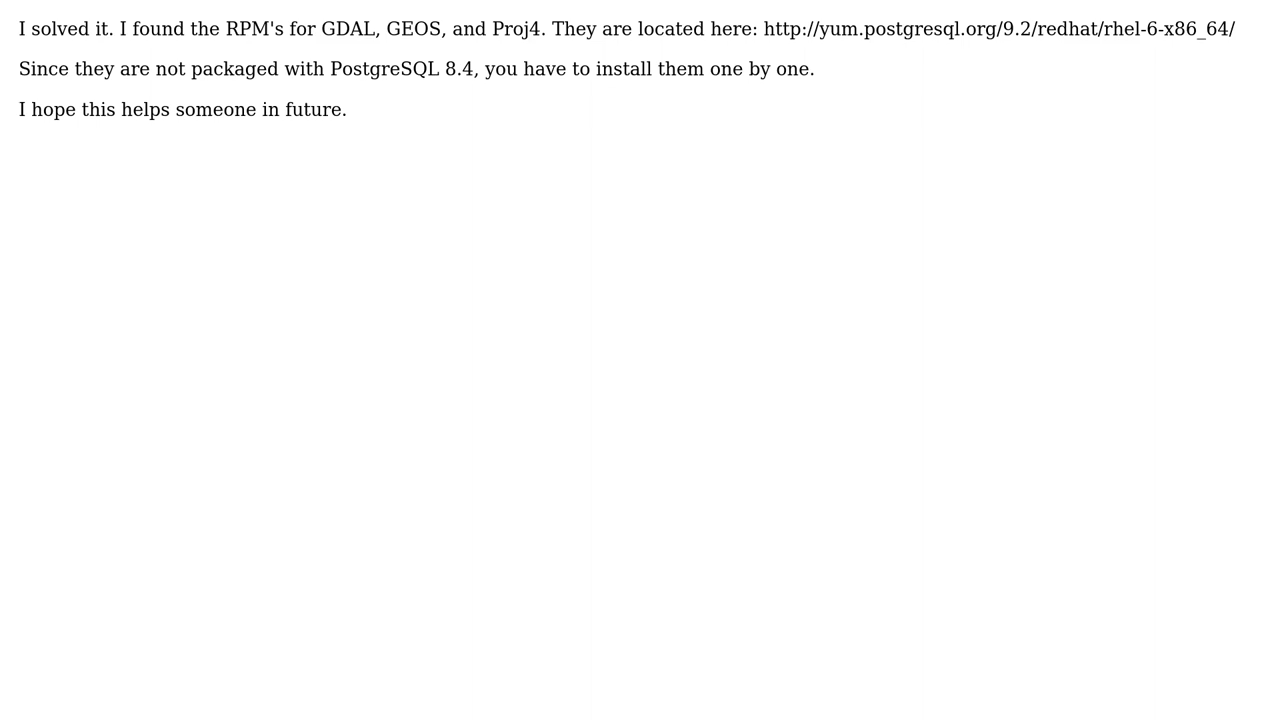 I solved it. I found the RPM's for GDAL, GEOS, and Proj4. They are located here: http://yum.postgresql.org/9.2/redhat/rhel-6-x86_64/
Since they are not packaged with PostgreSQL 8.4, you have to install them one by one.
I hope this helps someone in future.